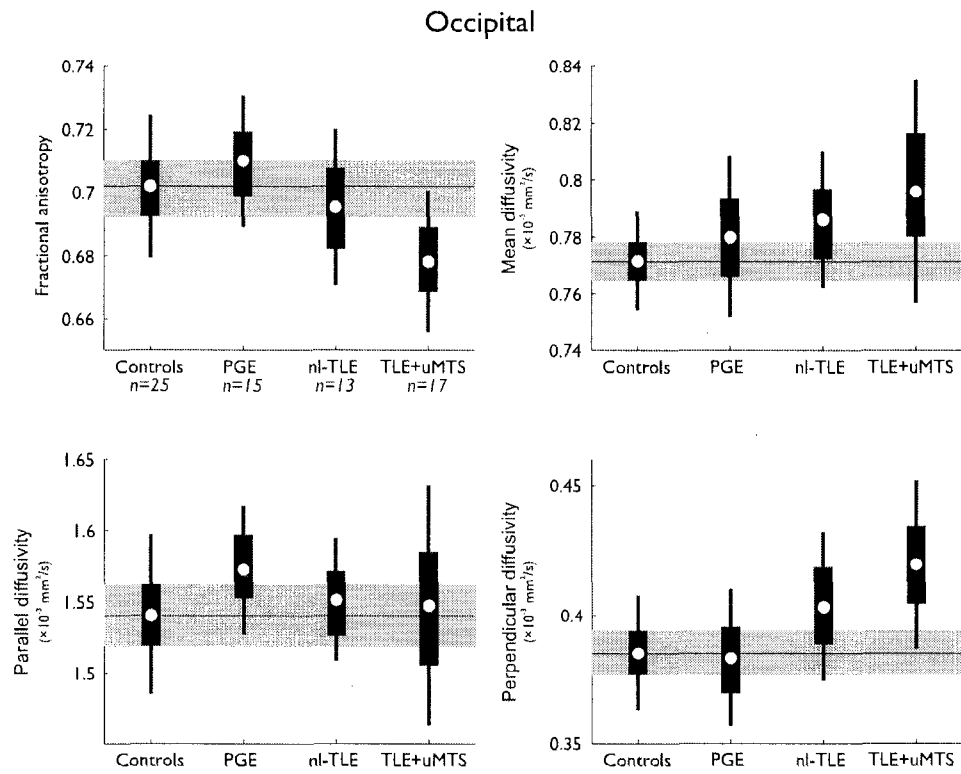 Occipital
Fractional anisotropy
0.74
0.72
0.7
0.68
0.66
Controls PGE nl-TLE TLE+uMTS
n=25 n=15 n=13 n=17
Mean diffusivity
(×10⁻³ mm²/s)
0.84
0.82
0.8
0.78
0.76
0.74
Controls PGE nl-TLE TLE+uMTS
Parallel diffusivity
(×10⁻³ mm²/s)
1.65
1.6
1.55
1.5
Controls PGE nl-TLE TLE+uMTS
Perpendicular diffusivity
(×10⁻³ mm²/s)
0.45
0.4
0.35
Controls PGE nl-TLE TLE+uMTS